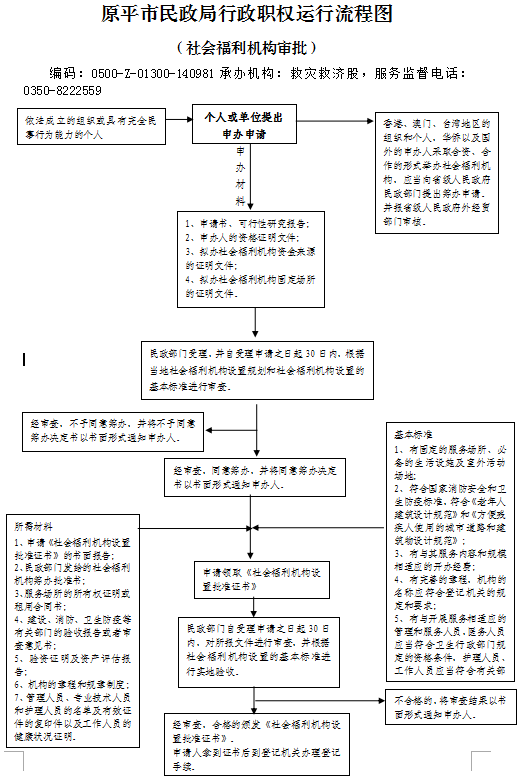 原平市民政局行政职权运行流程图
（社会福利机构审批）
编码：0500-Z-01300-140981 承办机构：救灾救济股，服务监督电话：
0350-8222559
依法成立的组织或具有完全民
事行为能力的个人
个人或单位提出
申办申请
香港、澳门、台湾地区的
组织和个人，华侨以及国
外的申办人采取合资、合
作的形式举办社会福利机
构，应当向省级人民政府
民政部门提出筹办申请。
并报省级人民政府外经贸
部门审核。
申
办
材
料
1、申请书、可行性研究报告；
2、申办人的资格证明文件；
3、拟办社会福利机构资金来源
的证明文件；
4、拟办社会福利机构固定场所
的证明文件。
民政部门受理，并自受理申请之日起 30 日内，根据
当地社会福利机构设置规划和社会福利机构设置的
基本标准进行审查。
经审查，不予同意筹办，并将不予同意
筹办决定书以书面形式通知申办人。
经审查，同意筹办，并将同意筹办决定
书以书面形式通知申办人。
基本标准
1、有固定的服务场所、必
备的生活设施及室外活动
场地；
2、符合国家消防安全和卫
生防疫标准，符合《老年人
建筑设计规范》和《方便残
疾人使用的城市道路和建
筑物设计规范》；
3、有与其服务内容和规模
相适应的开办经费；
4、有完善的章程，机构的
名称应符合登记机关的规
定和要求；
5、有与开展服务相适应的
管理和服务人员，医务人员
应当符合卫生行政部门规
定的资格条件，护理人员、
工作人员应当符合有关部
所需材料
1、申请《社会福利机构设置
批准证书》的书面报告；
2、民政部门发给的社会福利
机构筹办批准书；
3、服务场所的所有权证明或
租用合同书；
4、建设、消防、卫生防疫等
有关部门的验收报告或者审
查意见书；
5、验资证明及资产评估报
告；
6、机构的章程和规章制度；
7、管理人员、专业技术人员
和护理人员的名单及有效证
件的复印件以及工作人员的
健康状况证明。
申请领取《社会福利机构设
置批准证书》
民政部门自受理申请之日起 30 日
内，对所报文件进行审查，并根据
社会福利机构设置的基本标准进
行实地验收。
不合格的，将审查结果以书
面形式通知申办人。
经审查，合格的颁发《社会福利机构设
置批准证书》。
申请人拿到证书后到登记机关办理登记
手续。